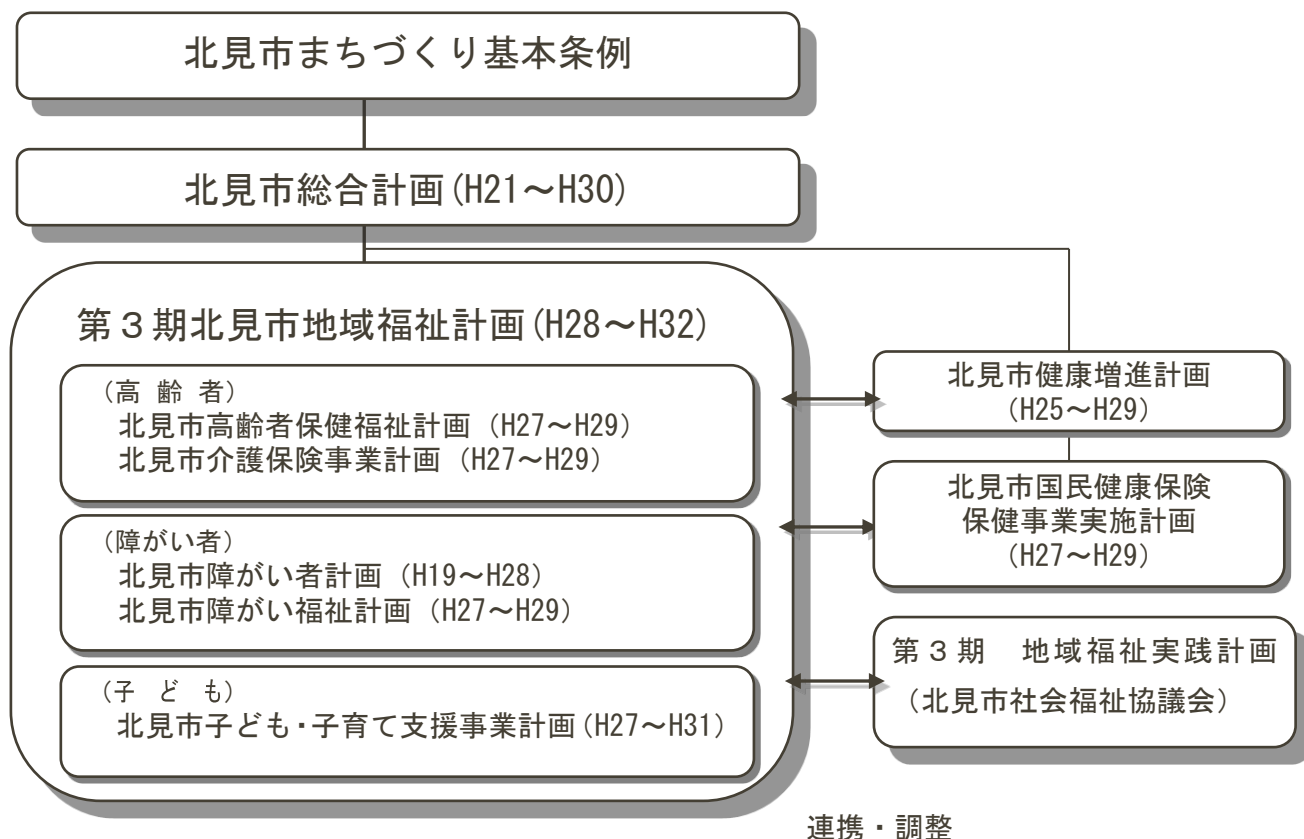 北見市まちづくり基本条例
北見市総合計画(H21～H30)
第３期北見市地域福祉計画(H28～H32)
（高 齢 者）
北見市高齢者保健福祉計画（H27～H29）
北見市介護保険事業計画（H27～H29）
（障がい者）
北見市障がい者計画（H19～H28）
北見市障がい福祉計画（H27～H29）
（子 ど も）
北見市子ども・子育て支援事業計画(H27～H31)
北見市健康増進計画
（H25～H29）
北見市国民健康保険
保健事業実施計画
（H27～H29）
第３期　地域福祉実践計画
（北見市社会福祉協議会）
連携・調整